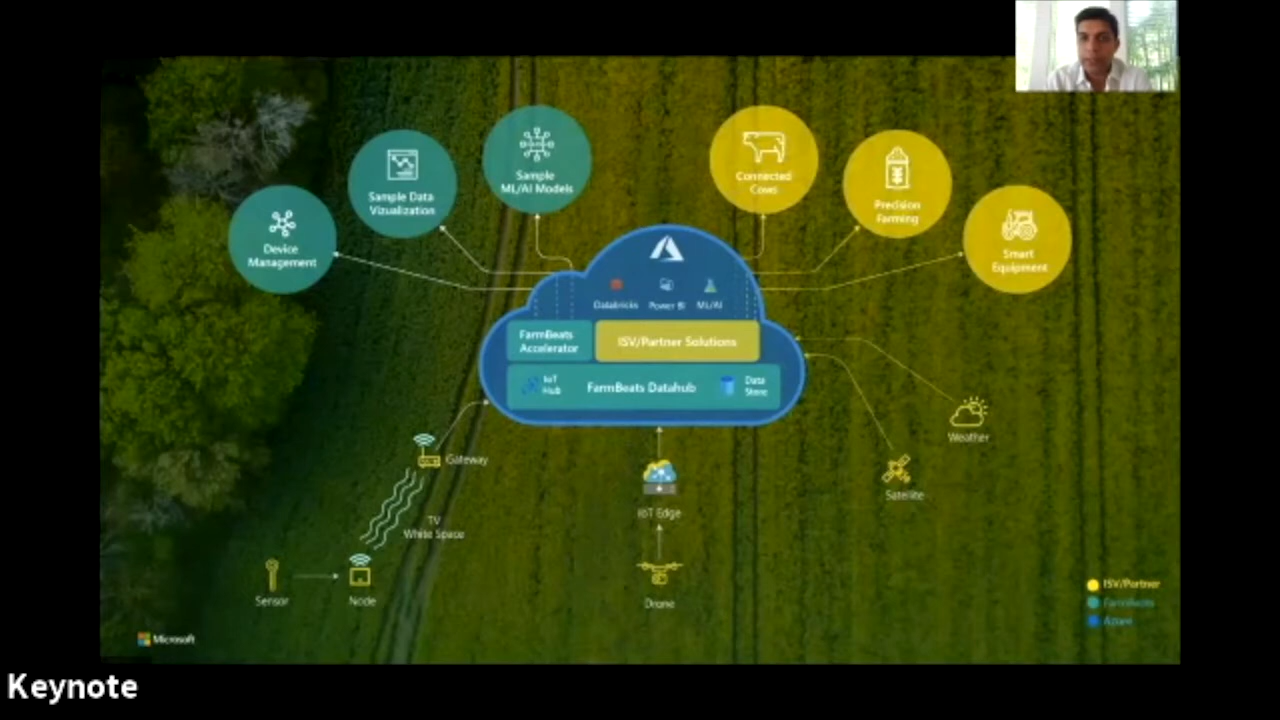 Sample
ML/AI Models
Connected
Cows
Sample Data
Vizualization
Precision
Farming
Device
Management
Smart
Equipment
Databricks
Power BI
ML/AI
FarmBeats
Accelerator
ISV/Partner Solutions
IoT
Hub
FarmBeats Datahub
Data
Store
Weather
Gateway
Satellite
TV
White Space
IoT Edge
Sensor
Node
Drone
ISV/Partner
FarmBeats
Azure
Microsoft
Keynote